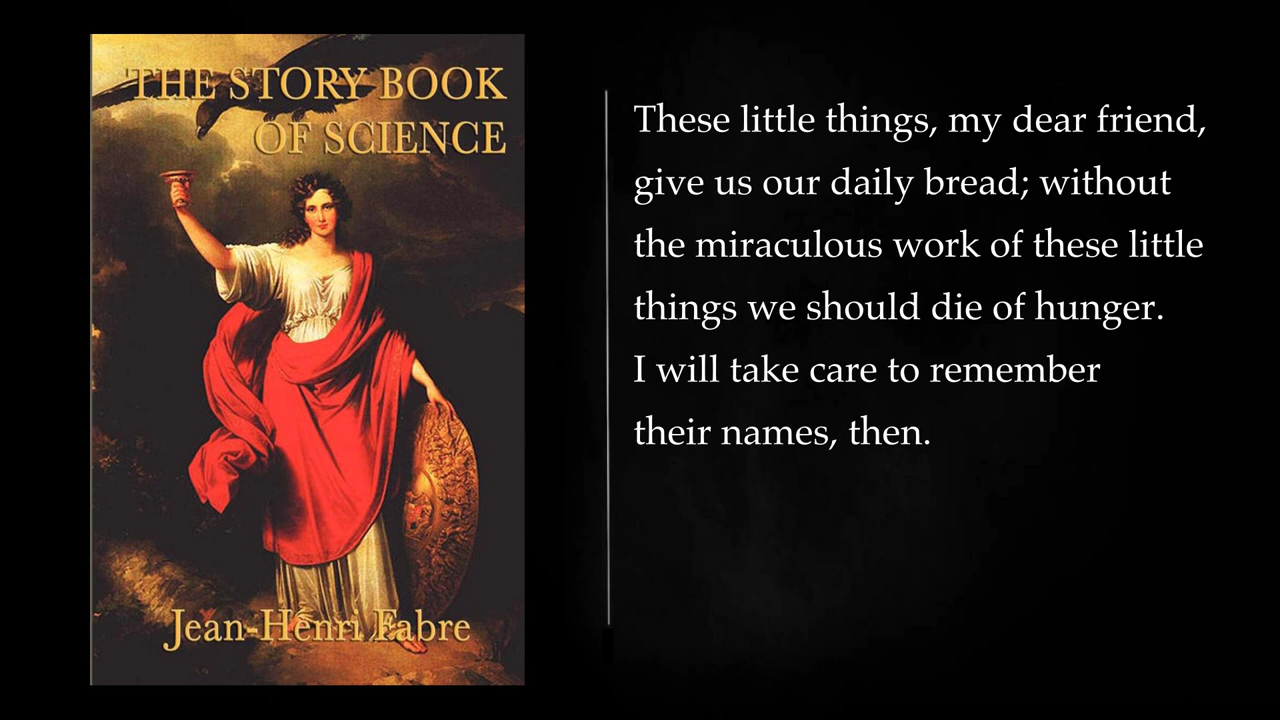 THE STORY BOOK
OF SCIENCE
Jean-Henri Fabre
These little things, my dear friend,
give us our daily bread; without
the miraculous work of these little
things we should die of hunger.
I will take care to remember
their names, then.